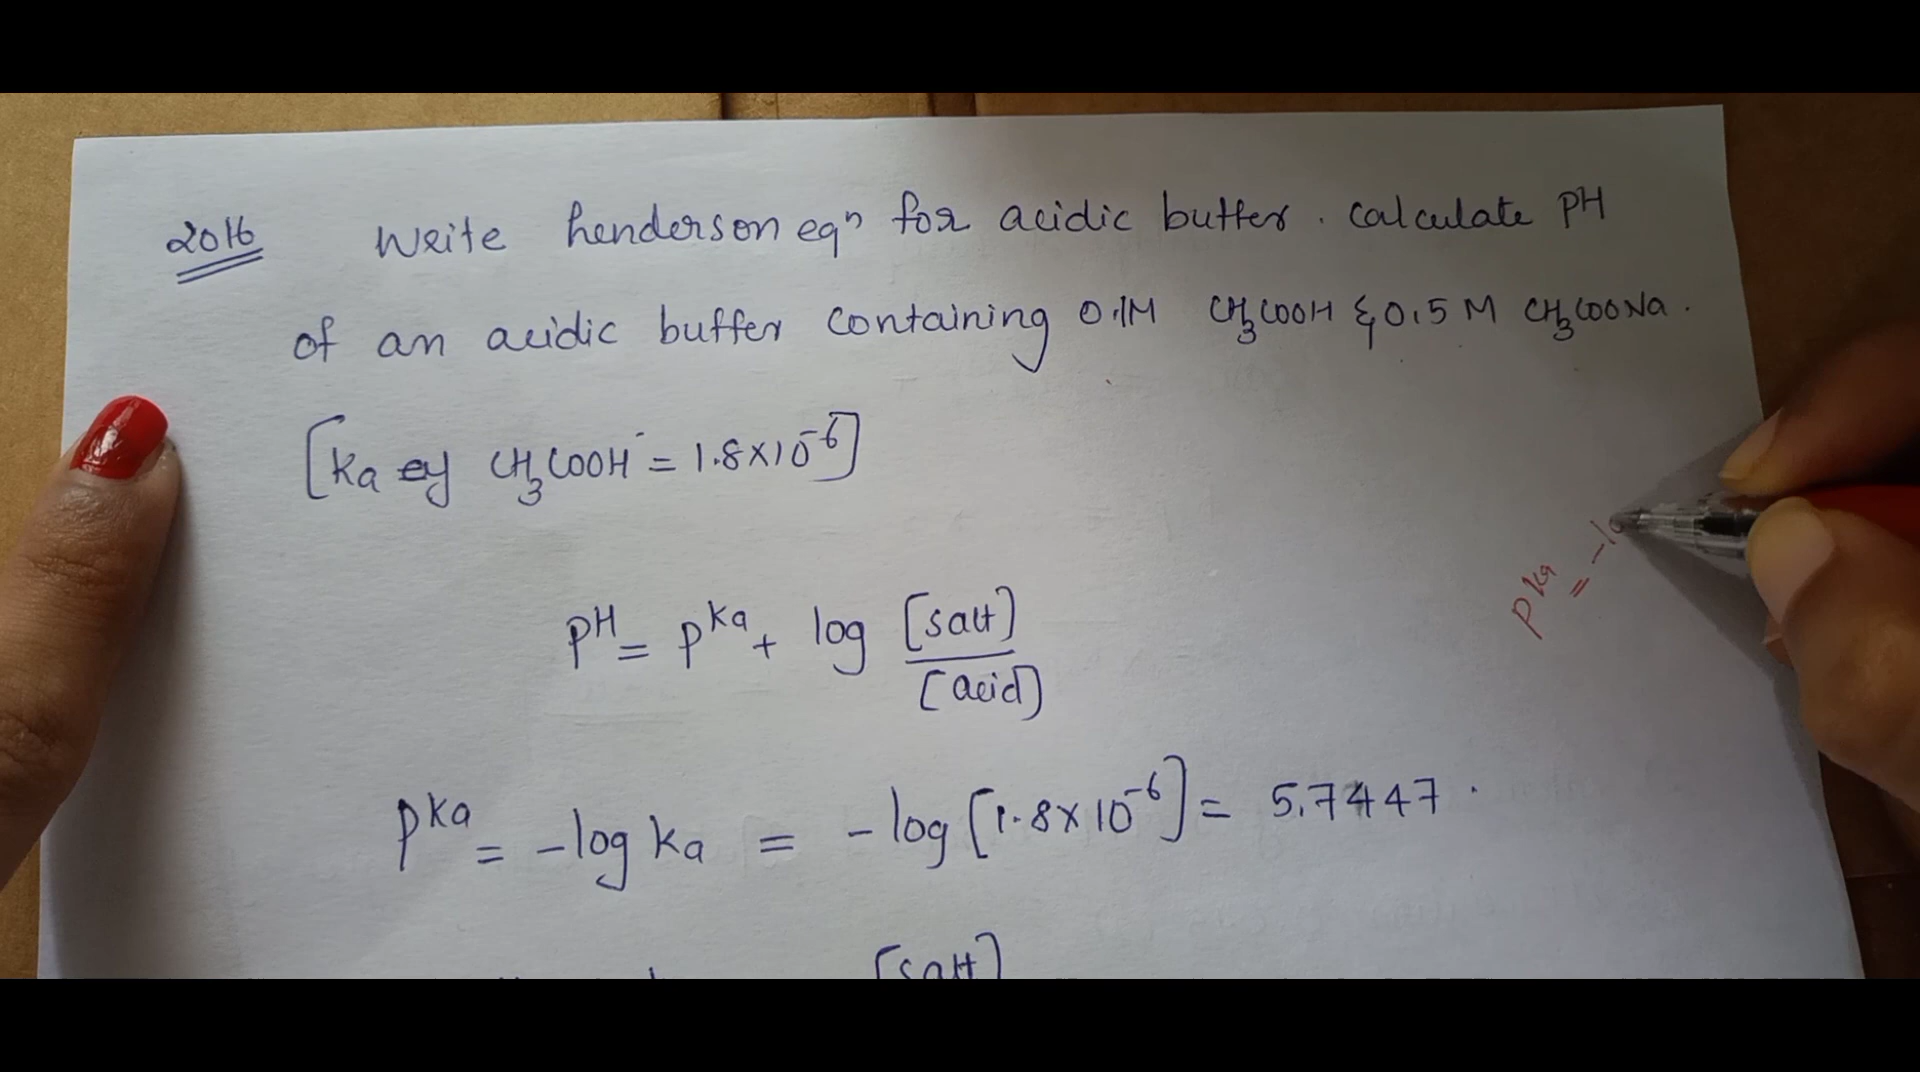 2016 Write henderson eqⁿ for acidic buffer. Calculate PH
of an acidic buffer containing 0.1M CH₃COOH & 0.5 M CH₃COONa.
[Ka of CH₃COOH = 1.8×10⁻⁶]
pH = pKa + log [salt]/[acid]
pKa = -log Ka = -log [1.8×10⁻⁶] = 5.7447.
pKa = -lo
[salt]